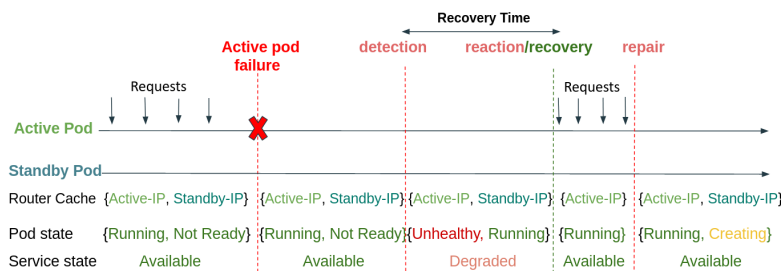 Recovery Time
Active pod failure
detection
reaction/recovery
repair
Requests
Requests
Active Pod
Standby Pod
Router Cache {Active-IP, Standby-IP} {Active-IP, Standby-IP} {Active-IP, Standby-IP} {Active-IP} {Active-IP, Standby-IP}
Pod state {Running, Not Ready} {Running, Not Ready} {Unhealthy, Running} {Running} {Running, Creating}
Service state Available Available Degraded Available Available